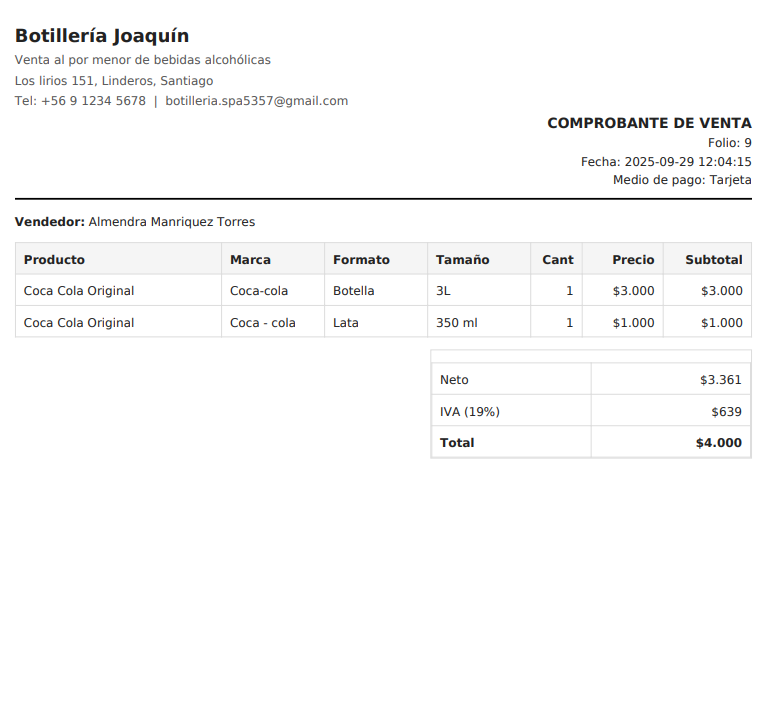 Botillería Joaquín
Venta al por menor de bebidas alcohólicas
Los lirios 151, Linderos, Santiago
Tel: +56 9 1234 5678 | botilleria.spa5357@gmail.com
COMPROBANTE DE VENTA
Folio: 9
Fecha: 2025-09-29 12:04:15
Medio de pago: Tarjeta
Vendedor: Almendra Manriquez Torres
Producto Marca Formato Tamaño Cant Precio Subtotal
Coca Cola Original Coca-cola Botella 3L 1 $3.000 $3.000
Coca Cola Original Coca - cola Lata 350 ml 1 $1.000 $1.000
Neto $3.361
IVA (19%) $639
Total $4.000